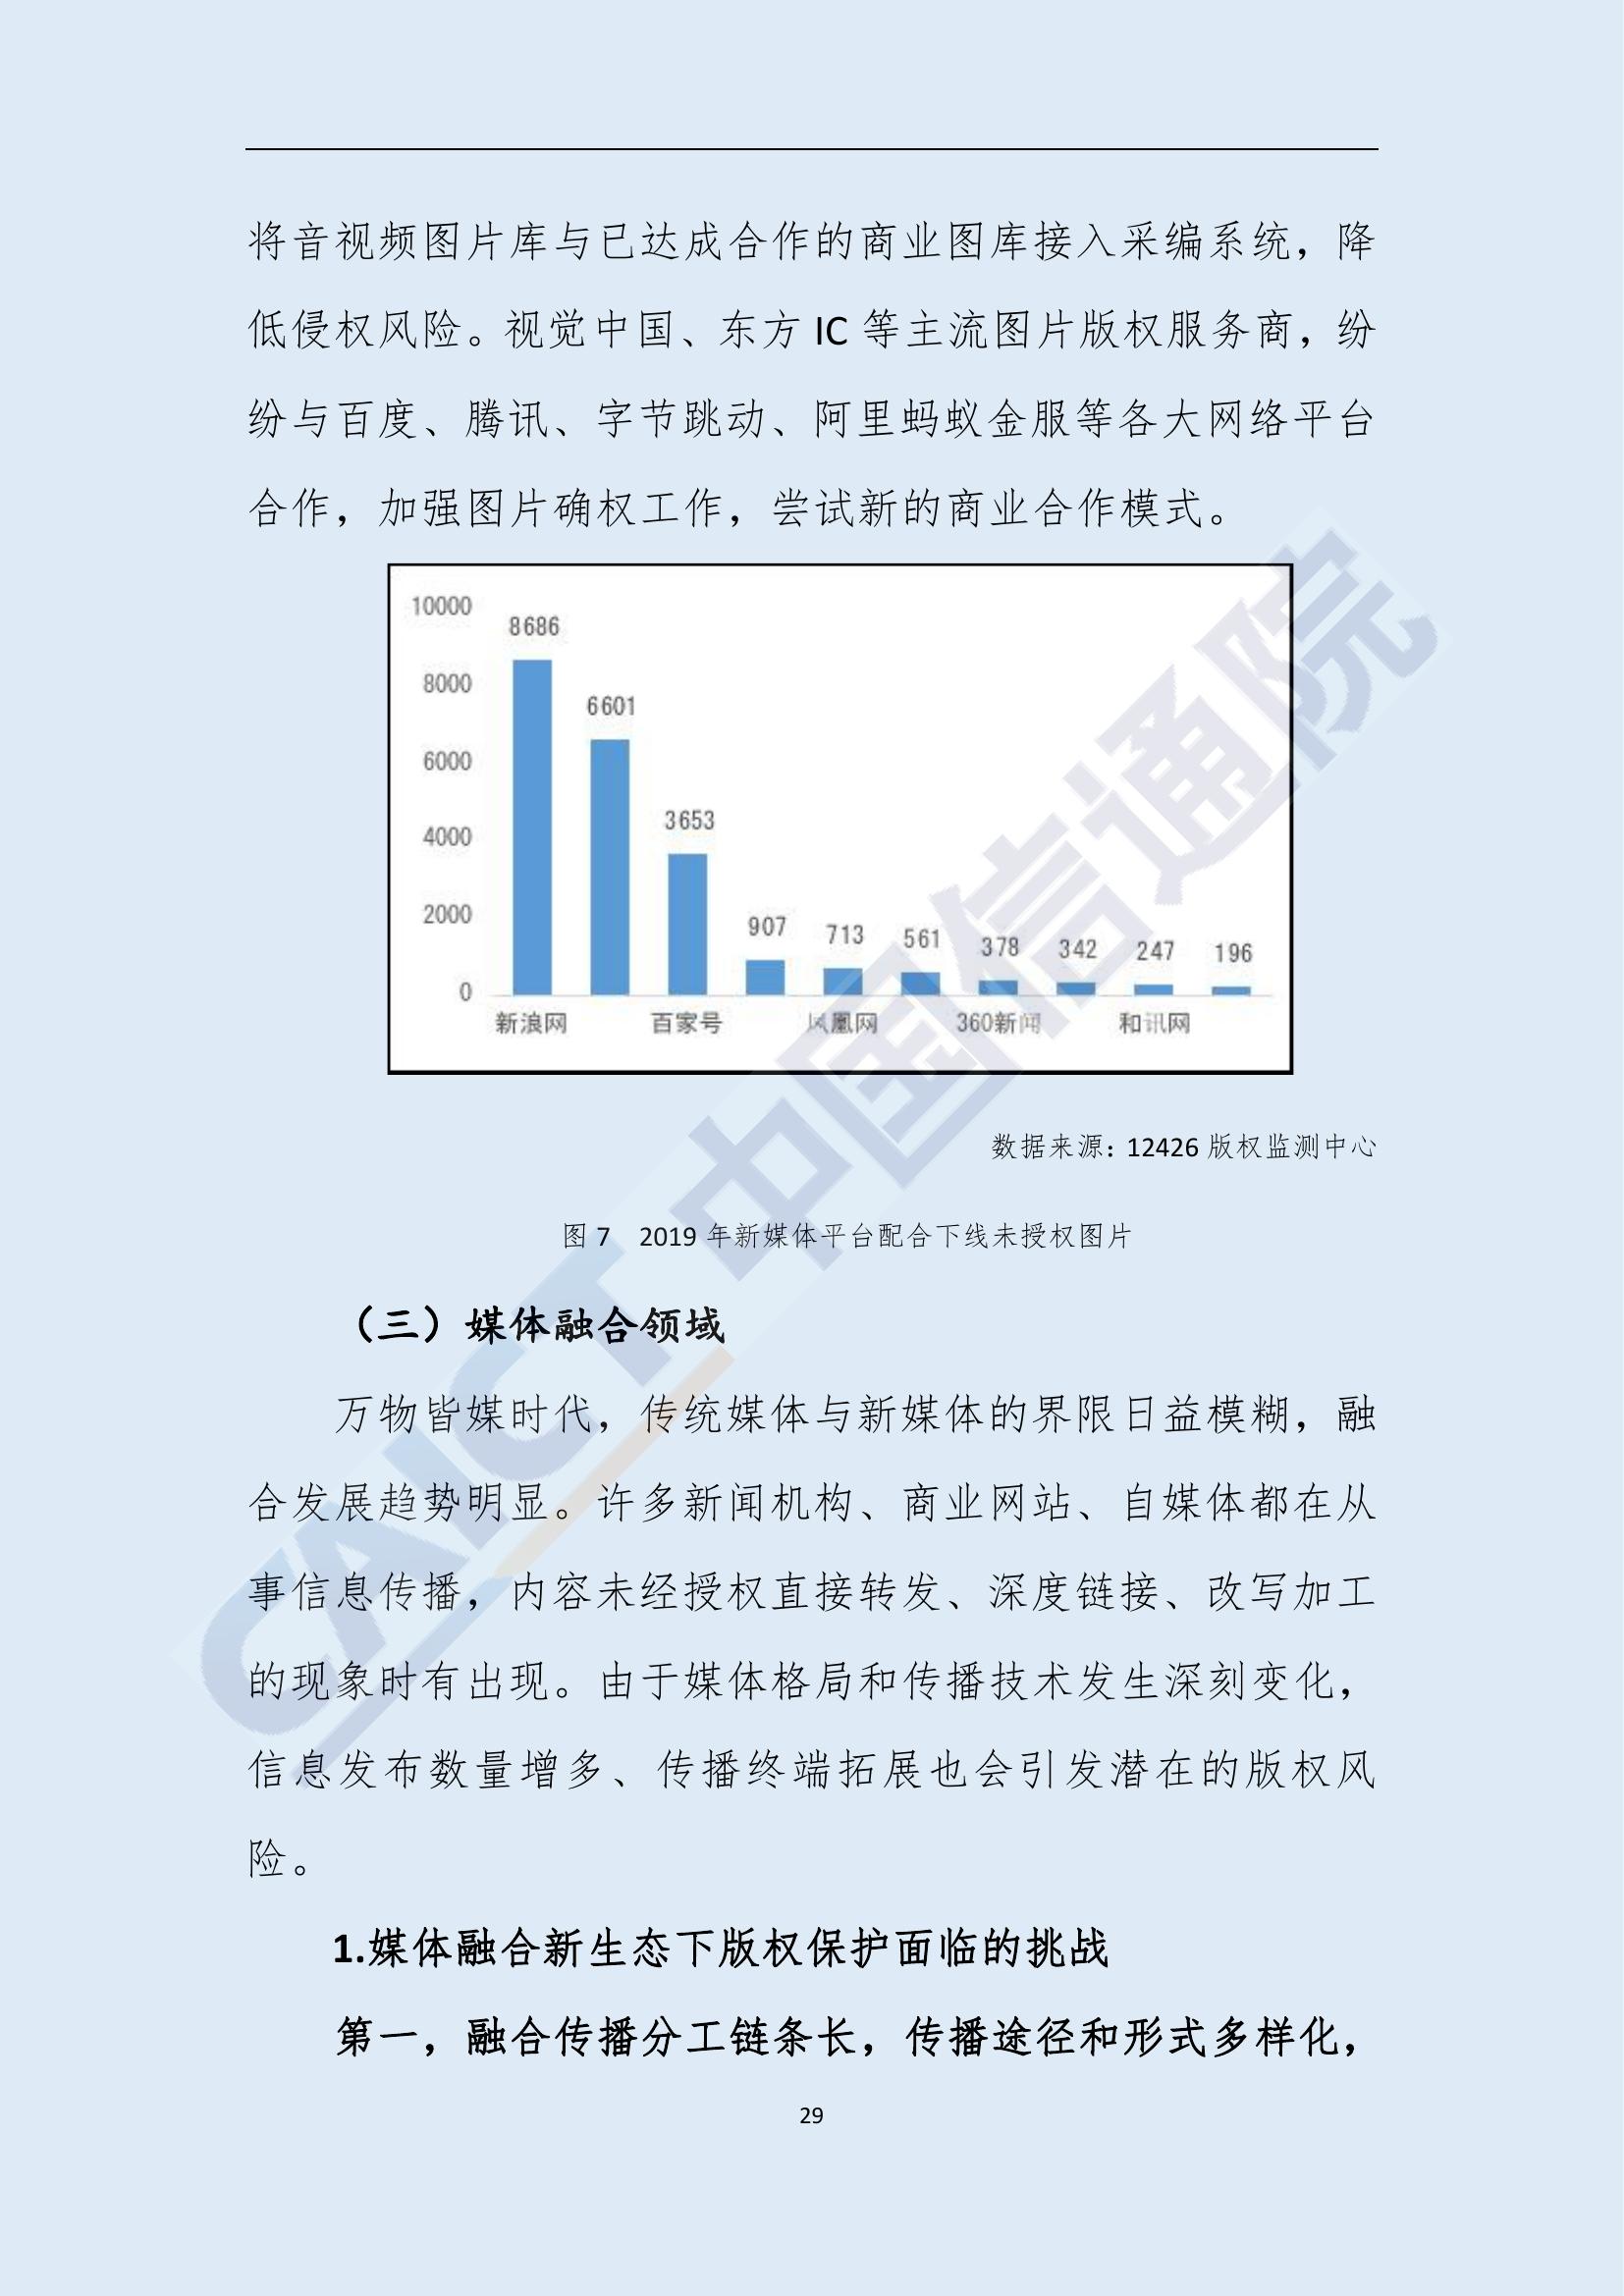 将音视频图片库与已达成合作的商业图库接入采编系统，降
低侵权风险。视觉中国、东方 IC 等主流图片版权服务商，纷
纷与百度、腾讯、字节跳动、阿里蚂蚁金服等各大网络平台
合作，加强图片确权工作，尝试新的商业合作模式。
10000
8000
6000
4000
2000
0
8686
6601
3653
907
713
561
378
342
247
196
新浪网
百家号
凤凰网
360新闻
和讯网
数据来源：12426 版权监测中心
图 7 2019 年新媒体平台配合下线未授权图片
（三）媒体融合领域
万物皆媒时代，传统媒体与新媒体的界限日益模糊，融
合发展趋势明显。许多新闻机构、商业网站、自媒体都在从
事信息传播，内容未经授权直接转发、深度链接、改写加工
的现象时有出现。由于媒体格局和传播技术发生深刻变化，
信息发布数量增多、传播终端拓展也会引发潜在的版权风
险。
1.媒体融合新生态下版权保护面临的挑战
第一，融合传播分工链条长，传播途径和形式多样化，
29
CAICT 中国信通院